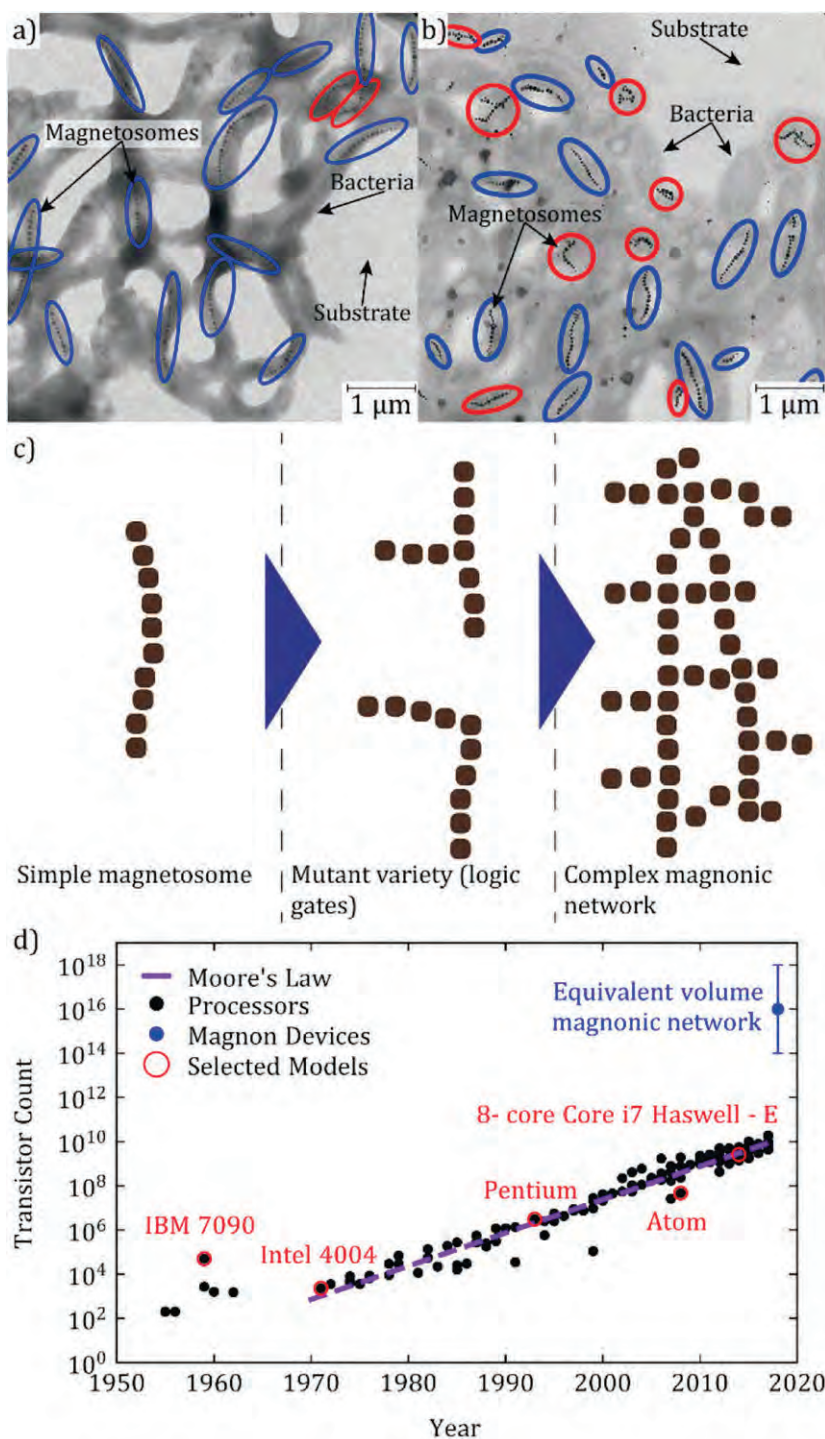 a)
Magnetosomes
Bacteria
Substrate
1 μm
b)
Substrate
Bacteria
Magnetosomes
1 μm
c)
Simple magnetosome
Mutant variety (logic
gates)
Complex magnonic
network
d)
Transistor Count
10^18
10^16
10^14
10^12
10^10
10^8
10^6
10^4
10^2
10^0
Moore's Law
Processors
Magnon Devices
Selected Models
Equivalent volume
magnonic network
8- core Core i7 Haswell - E
Pentium
Atom
IBM 7090
Intel 4004
1950 1960 1970 1980 1990 2000 2010 2020
Year